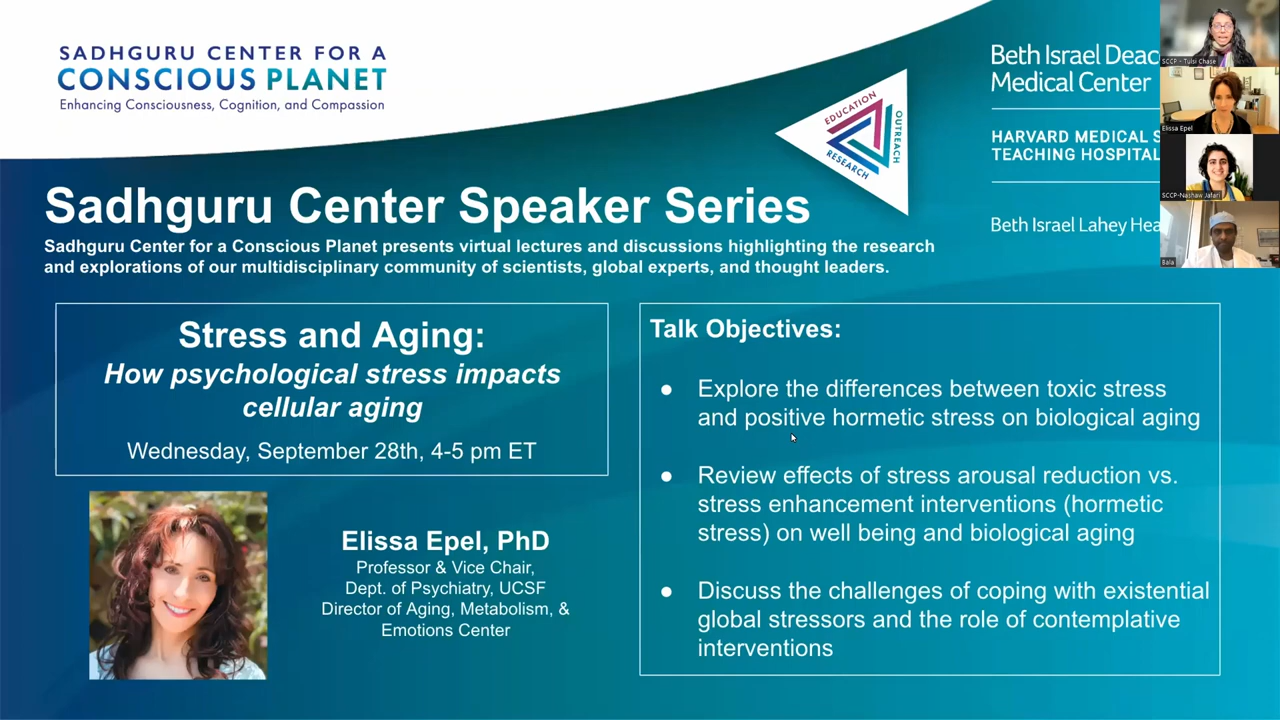 SADHGURU CENTER FOR A
CONSCIOUS PLANET
Enhancing Consciousness, Cognition, and Compassion
EDUCATION
OUTREACH
RESEARCH
Beth Israel Deac
Medical Center
HARVARD MEDICAL S
TEACHING HOSPITAL
Beth Israel Lahey Hea
SCCP - Tulsi Chase
Elissa Epel
SCCP-Nashaw Jafari
Bala
Sadhguru Center Speaker Series
Sadhguru Center for a Conscious Planet presents virtual lectures and discussions highlighting the research
and explorations of our multidisciplinary community of scientists, global experts, and thought leaders.
Stress and Aging:
How psychological stress impacts
cellular aging
Wednesday, September 28th, 4-5 pm ET
Elissa Epel, PhD
Professor & Vice Chair,
Dept. of Psychiatry, UCSF
Director of Aging, Metabolism, &
Emotions Center
Talk Objectives:
● Explore the differences between toxic stress
and positive hormetic stress on biological aging
● Review effects of stress arousal reduction vs.
stress enhancement interventions (hormetic
stress) on well being and biological aging
● Discuss the challenges of coping with existential
global stressors and the role of contemplative
interventions